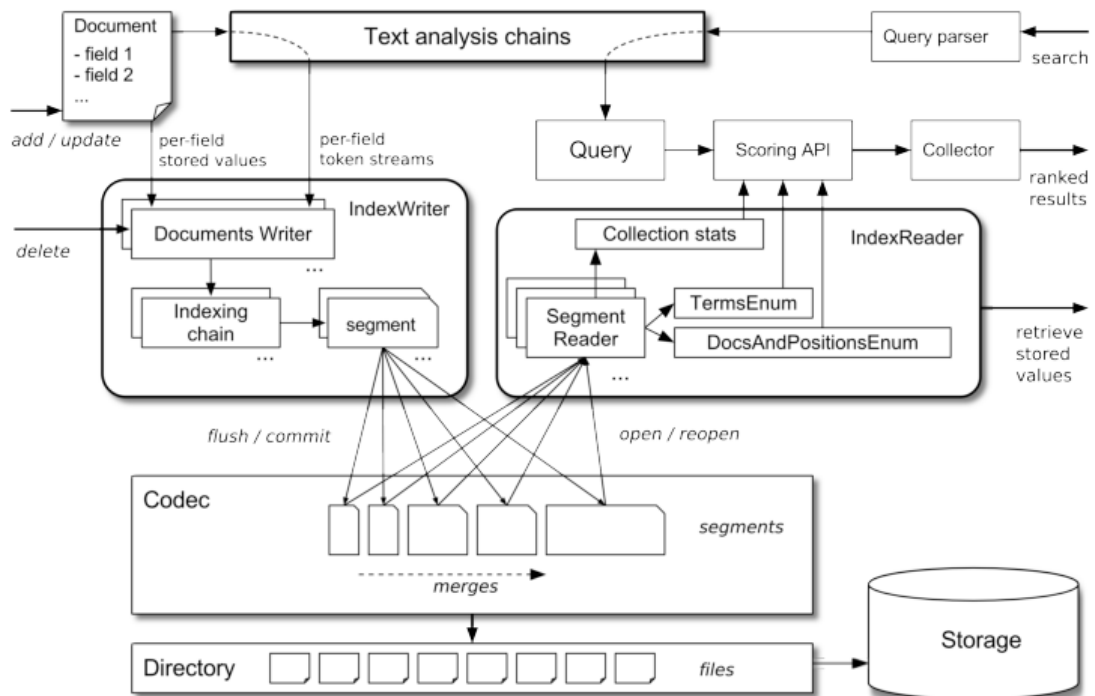 Document
- field 1
- field 2
...
Text analysis chains
Query parser
search
add / update
per-field
stored values
per-field
token streams
Query
Scoring API
Collector
ranked
results
IndexWriter
Documents Writer
...
delete
Indexing
chain
...
segment
...
IndexReader
Collection stats
TermsEnum
Segment
Reader
...
DocsAndPositionsEnum
retrieve
stored
values
flush / commit
open / reopen
Codec
segments
merges
Directory
files
Storage